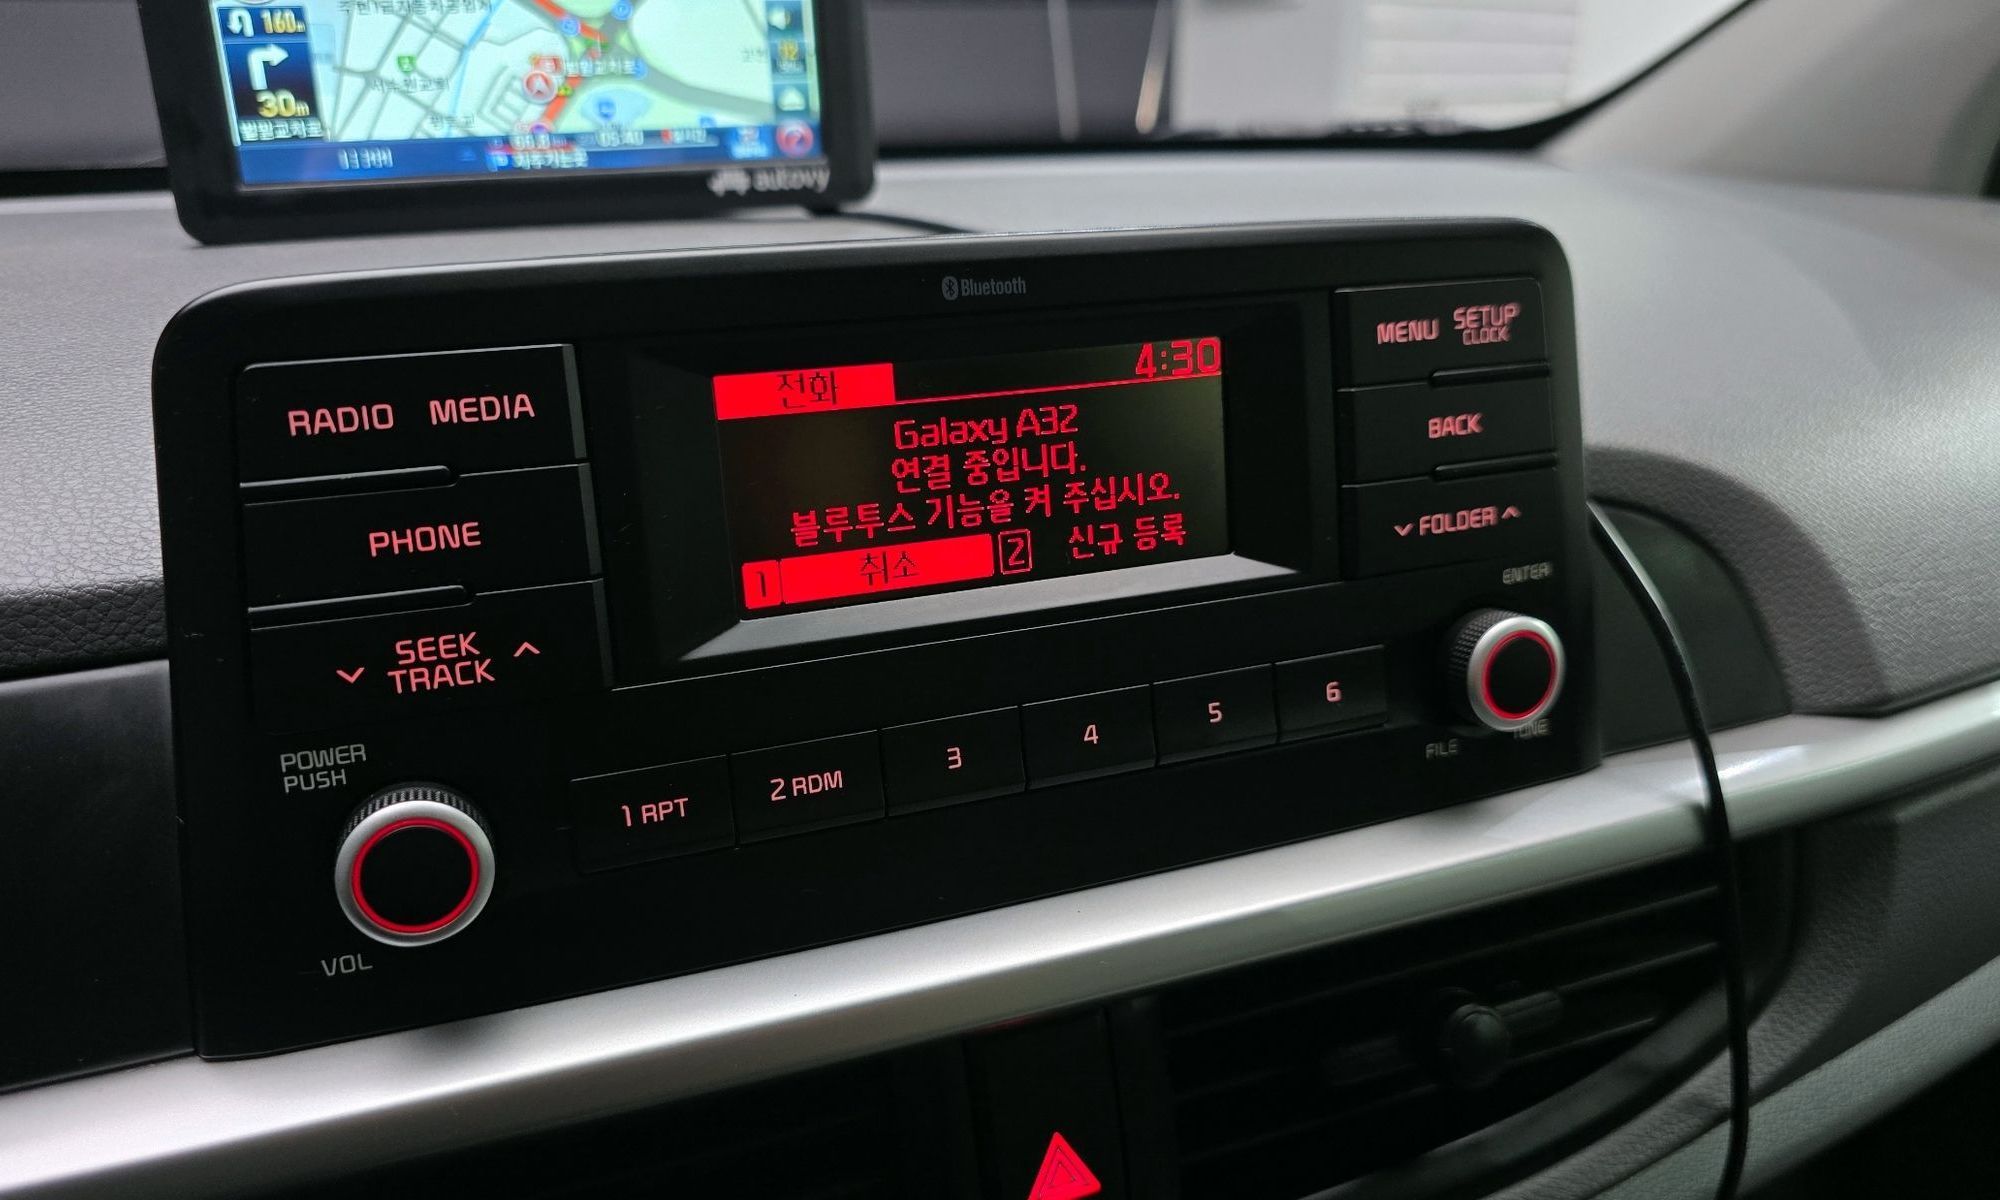 160m
30m
autovy
Bluetooth
RADIO MEDIA
PHONE
SEEK
TRACK
POWER
PUSH
VOL
전화 4:30
Galaxy A32
연결 중입니다.
블루투스 기능을 켜 주십시오.
1 취소 2 신규 등록
1 RPT 2 RDM 3 4 5 6
MENU SETUP
CLOCK
BACK
FOLDER
ENTER
FILE TUNE